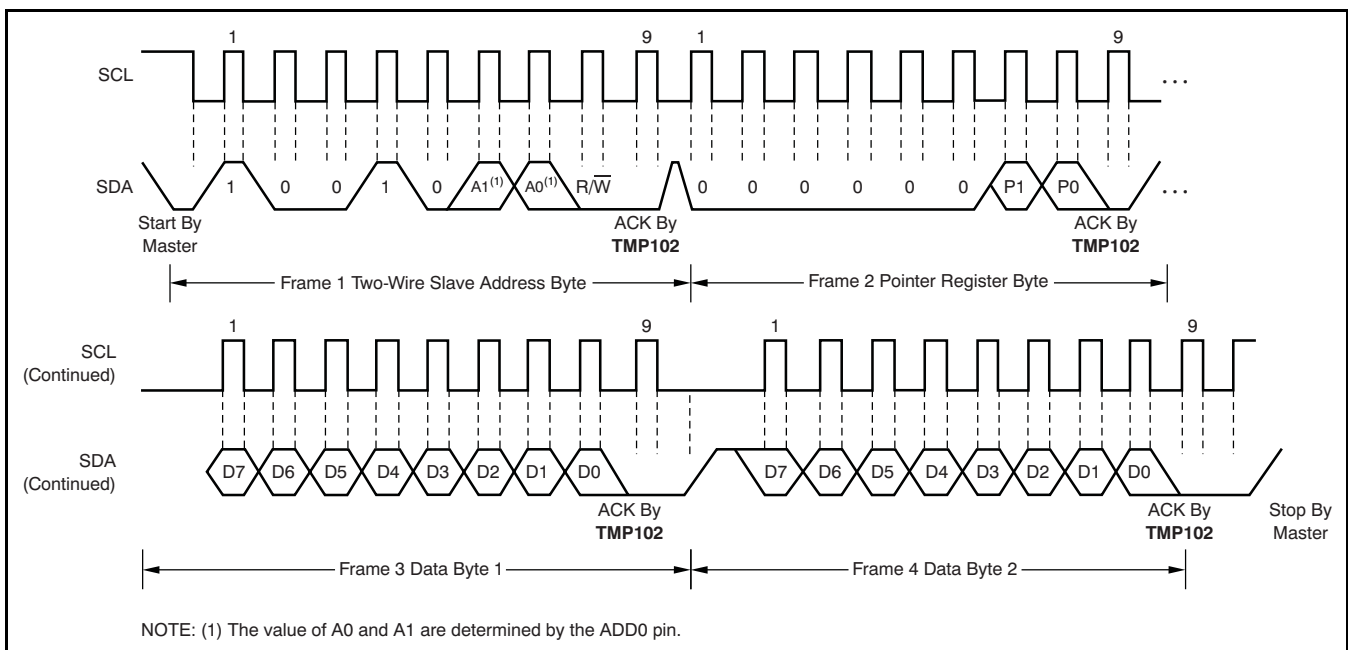 1 9 1 9
SCL ...
SDA 1 0 0 1 0 A1(1) A0(1) R/W̅ 0 0 0 0 0 0 P1 P0 ...
Start By Master
ACK By TMP102
ACK By TMP102
Frame 1 Two-Wire Slave Address Byte
Frame 2 Pointer Register Byte
1 9 1 9
SCL
(Continued)
SDA
(Continued)
D7 D6 D5 D4 D3 D2 D1 D0 D7 D6 D5 D4 D3 D2 D1 D0
ACK By TMP102
ACK By TMP102
Stop By Master
Frame 3 Data Byte 1
Frame 4 Data Byte 2
NOTE: (1) The value of A0 and A1 are determined by the ADD0 pin.